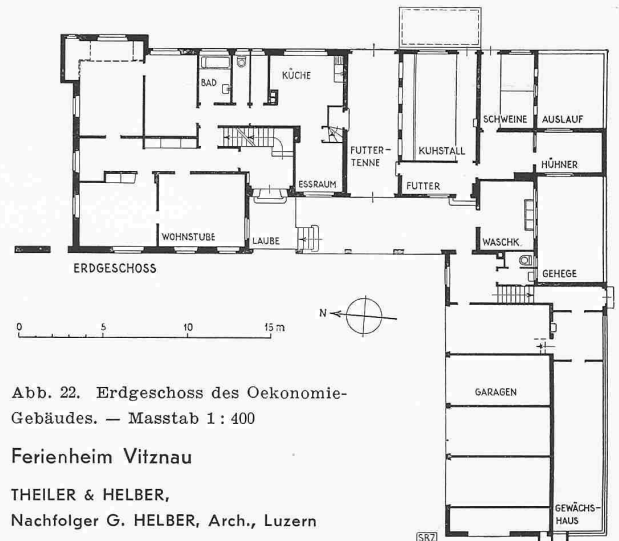 BAD
KÜCHE
ESSRAUM
FUTTER-
TENNE
KUHSTALL
FUTTER
SCHWEINE
AUSLAUF
HÜHNER
WOHNSTUBE
LAUBE
WASCHK.
GEHEGE
ERDGESCHOSS
N
0 5 10 15 m
GARAGEN
GEWÄCHS-
HAUS
SBZ
Abb. 22. Erdgeschoss des Oekonomie-
Gebäudes. — Masstab 1 : 400
Ferienheim Vitznau
THEILER & HELBER,
Nachfolger G. HELBER, Arch., Luzern